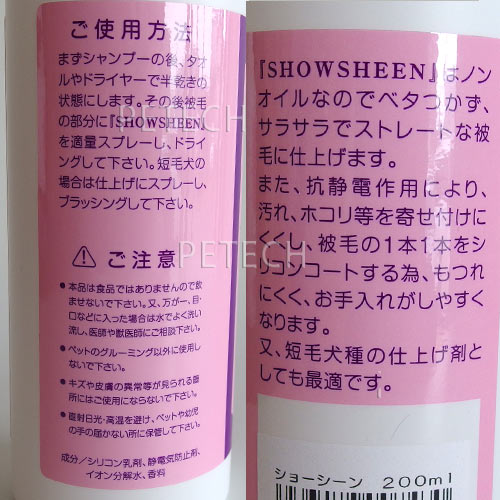 ご使用方法
まずシャンプーの後、タオ
ルやドライヤーで半乾きの
状態にします。その後被毛
の部分に『SHOWSHEEN』
を適量スプレーし、ドライ
ングして下さい。短毛犬の
場合は仕上げにスプレーし、
ブラッシングして下さい。
ご注意
●本品は食品ではありませんので飲
ませないで下さい。又、万が一、目・
口などに入った場合は水でよく洗い
流し、医師や獣医師にご相談下さい。
●ペットのグルーミング以外に使用し
ないで下さい。
●キズや皮膚の異常等が見られる箇
所にはご使用にならないで下さい。
●直射日光・高温を避け、ペットや幼児
の手の届かない所に保管して下さい。
成分／シリコン乳剤、静電気防止剤、
イオン分解水、香料
『SHOWSHEEN』はノン
オイルなのでベタつかず、
サラサラでストレートな被
毛に仕上げます。
また、抗静電作用により、
汚れ、ホコリ等を寄せ付けに
くくし、被毛の1本1本をシリ
コンコートする為、もつれ
にくく、お手入れがしやすく
なります。
又、短毛犬種の仕上げ剤と
しても最適です。
ショーシーン 200ml
PETECH
PETECH